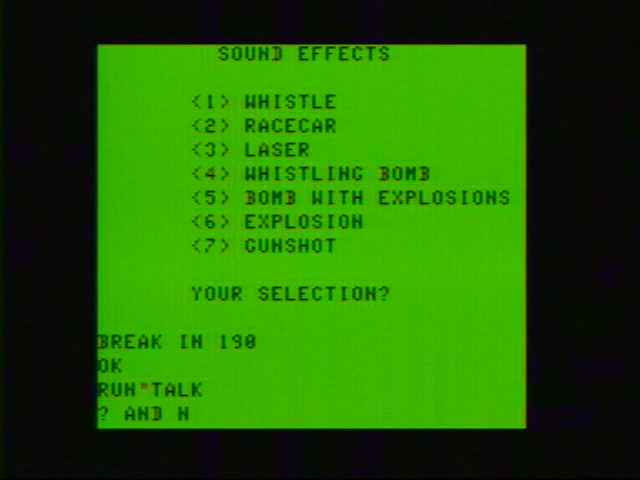 SOUND EFFECTS
<1> WHISTLE
<2> RACECAR
<3> LASER
<4> WHISTLING BOMB
<5> BOMB WITH EXPLOSIONS
<6> EXPLOSION
<7> GUNSHOT
YOUR SELECTION?
BREAK IN 190
OK
RUN"TALK
? AND N